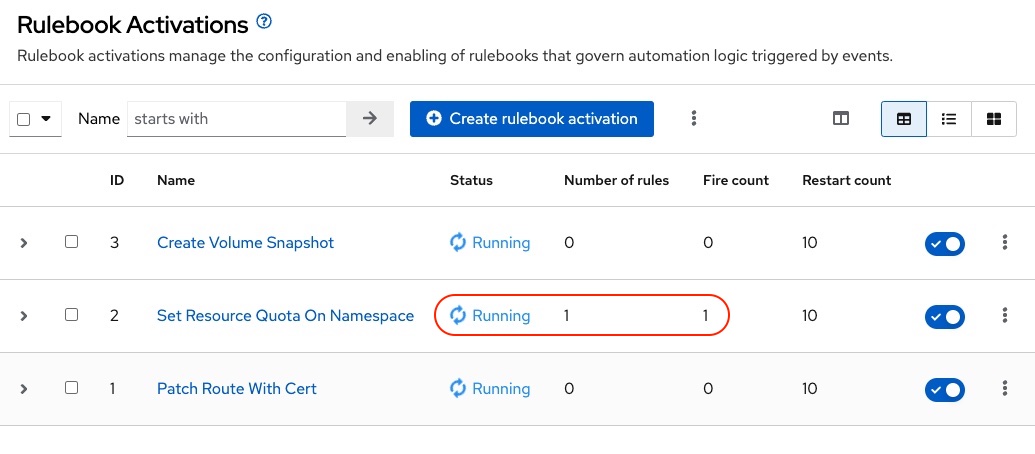 Rulebook Activations
Rulebook activations manage the configuration and enabling of rulebooks that govern automation logic triggered by events.
Name starts with Create rulebook activation
ID Name Status Number of rules Fire count Restart count
3 Create Volume Snapshot Running 0 0 10
2 Set Resource Quota On Namespace Running 1 1 10
1 Patch Route With Cert Running 0 0 10